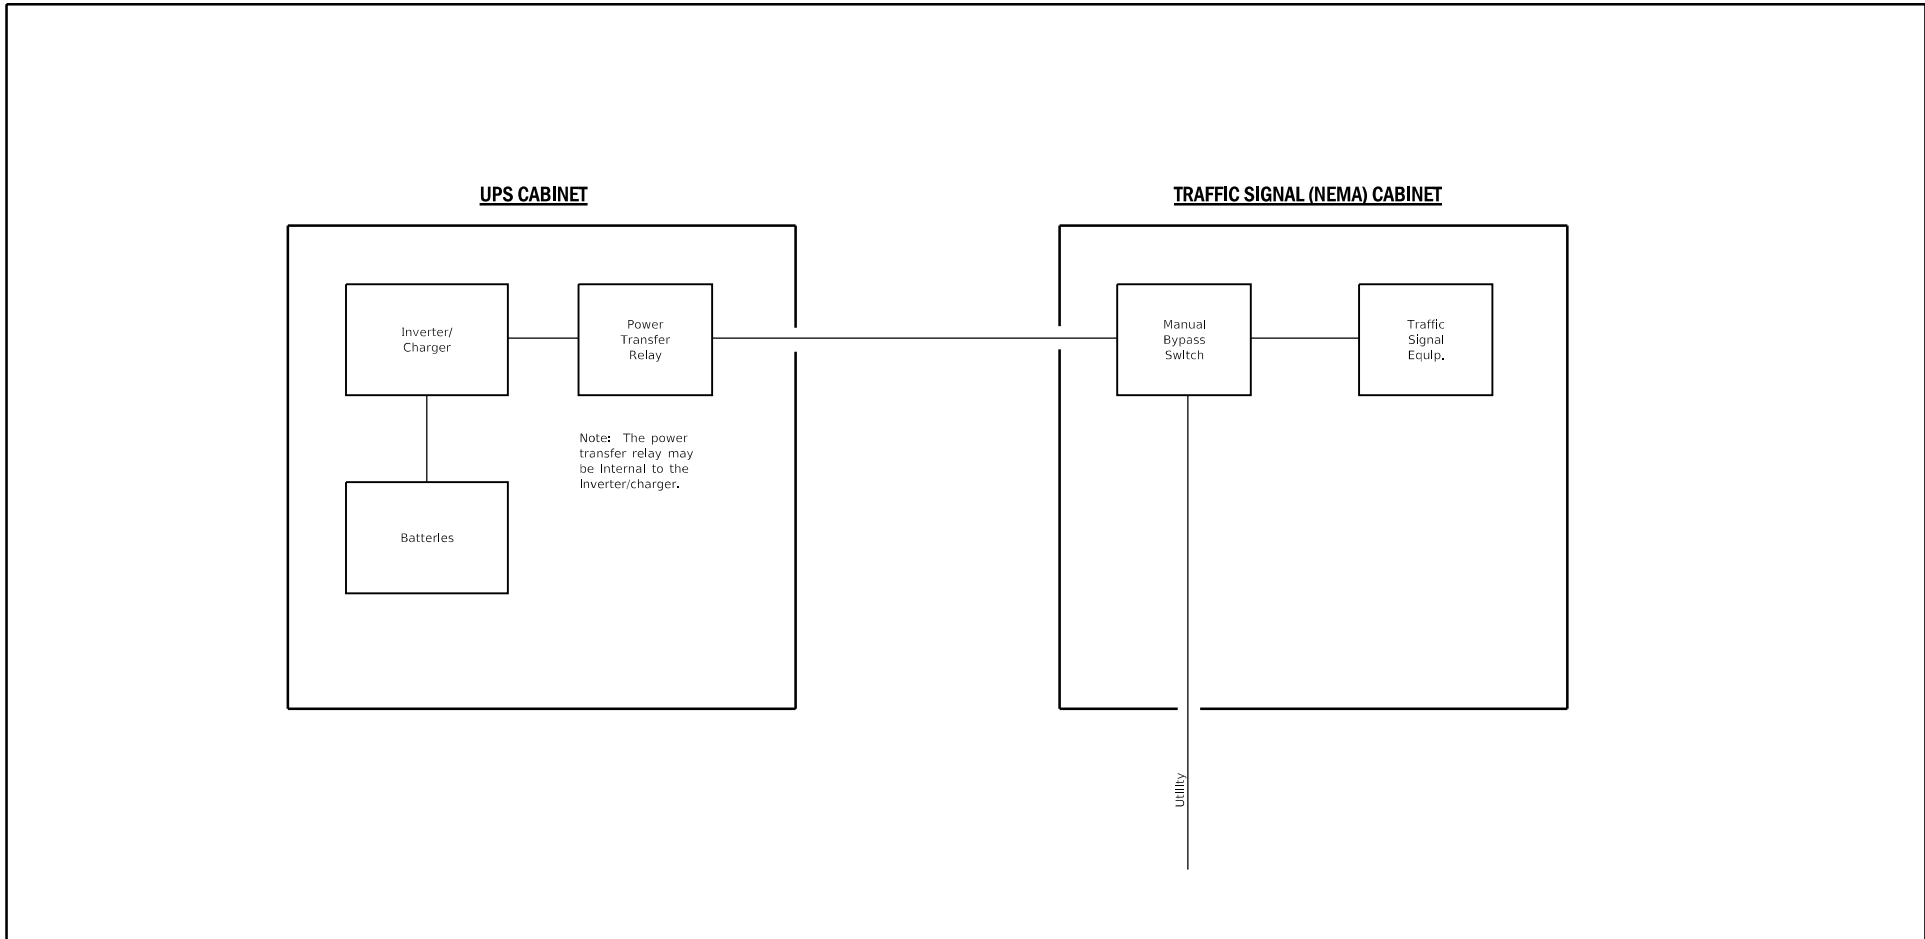 UPS CABINET
TRAFFIC SIGNAL (NEMA) CABINET
Inverter/
Charger
Power
Transfer
Relay
Manual
Bypass
Switch
Traffic
Signal
Equip.
Note: The power
transfer relay may
be internal to the
inverter/charger.
Batteries
Utility